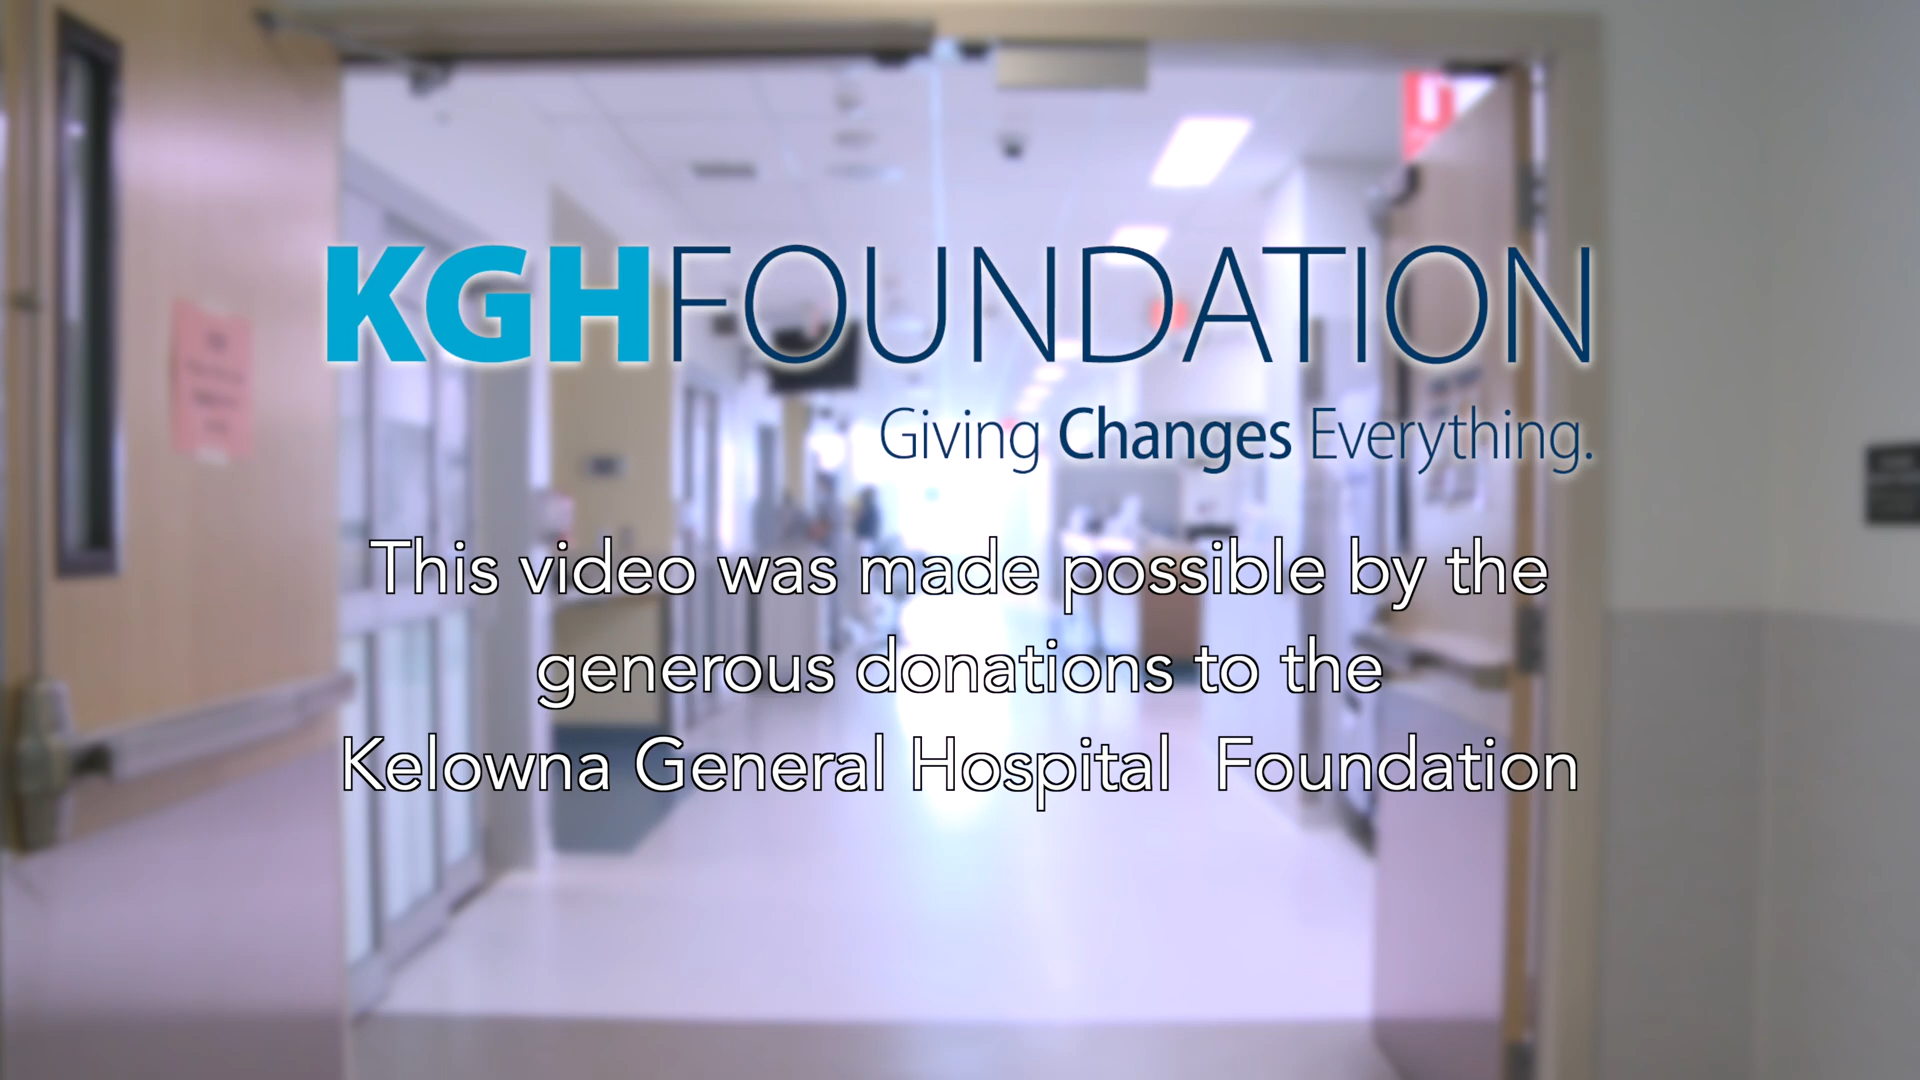 KGHFOUNDATION
Giving Changes Everything.
This video was made possible by the
generous donations to the
Kelowna General Hospital  Foundation